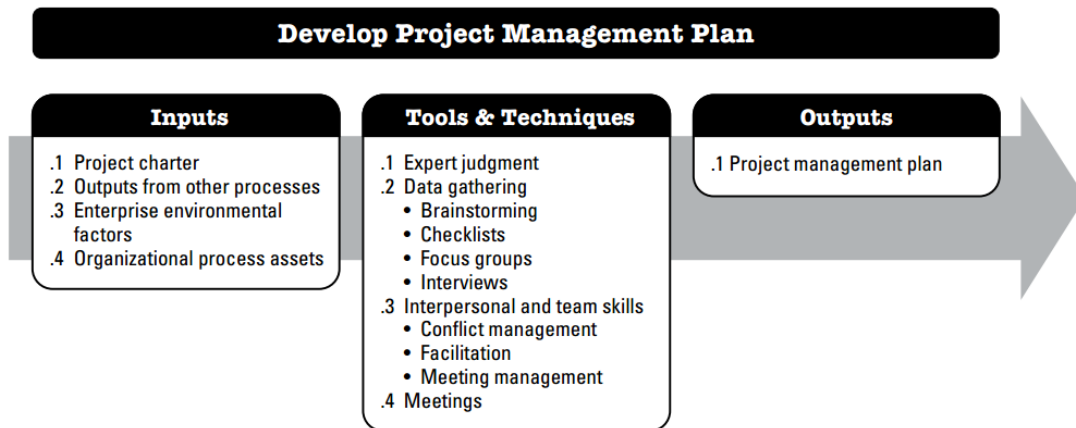 Develop Project Management Plan
Inputs
.1 Project charter
.2 Outputs from other processes
.3 Enterprise environmental
factors
.4 Organizational process assets
Tools & Techniques
.1 Expert judgment
.2 Data gathering
• Brainstorming
• Checklists
• Focus groups
• Interviews
.3 Interpersonal and team skills
• Conflict management
• Facilitation
• Meeting management
.4 Meetings
Outputs
.1 Project management plan